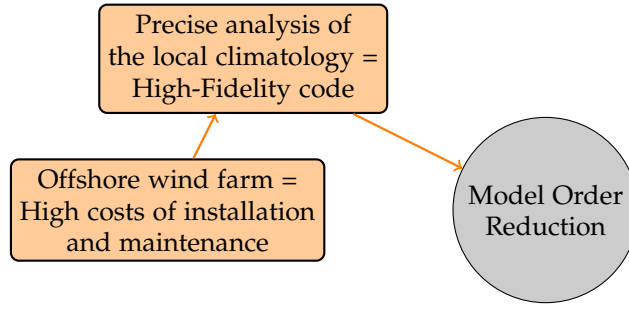 Precise analysis of
the local climatology =
High-Fidelity code
Offshore wind farm =
High costs of installation
and maintenance
Model Order
Reduction